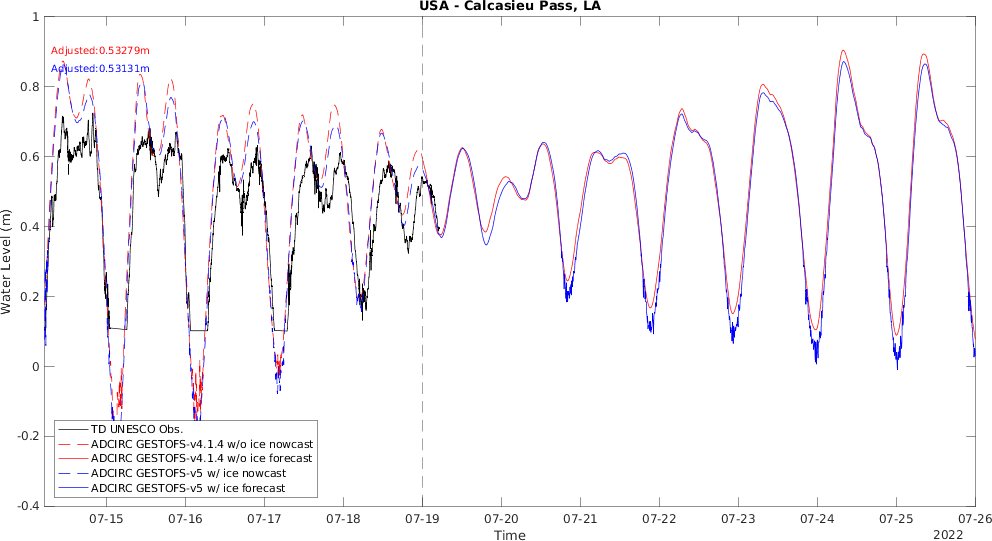 USA - Calcasieu Pass, LA
Adjusted:0.53279m
Adjusted:0.53131m
Water Level (m)
1
0.8
0.6
0.4
0.2
0
-0.2
-0.4
TD UNESCO Obs.
ADCIRC GESTOFS-v4.1.4 w/o ice nowcast
ADCIRC GESTOFS-v4.1.4 w/o ice forecast
ADCIRC GESTOFS-v5 w/ ice nowcast
ADCIRC GESTOFS-v5 w/ ice forecast
07-15 07-16 07-17 07-18 07-19 07-20 07-21 07-22 07-23 07-24 07-25 07-26
Time 2022